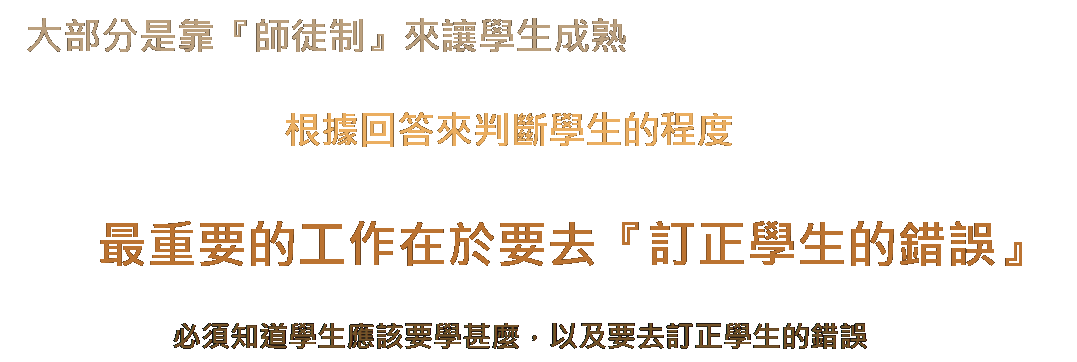 大部分是靠『師徒制』來讓學生成熟
根據回答來判斷學生的程度
最重要的工作在於要去『訂正學生的錯誤』
必須知道學生應該要學甚麼，以及要去訂正學生的錯誤